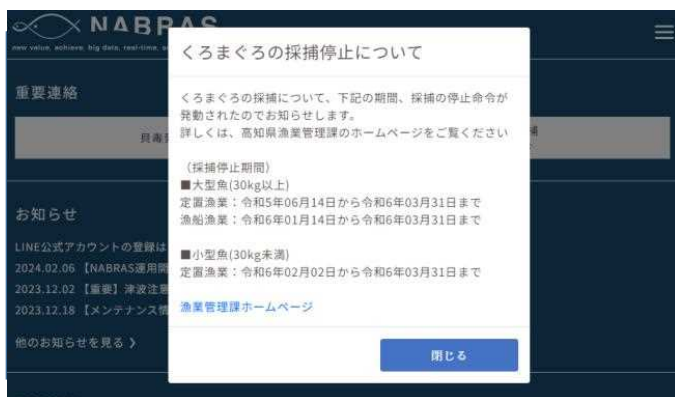 NABRAS
new value, achieve, big data, real-time,
くろまぐろの採捕停止について
重要連絡
くろまぐろの採捕について、下記の期間、採捕の停止命令が
発動されたのでお知らせします。
詳しくは、高知県漁業管理課のホームページをご覧ください
貝毒
（採捕停止期間）
■大型魚(30kg以上)
定置漁業：令和5年06月14日から令和6年03月31日まで
漁船漁業：令和6年01月14日から令和6年03月31日まで
■小型魚(30kg未満)
定置漁業：令和6年02月02日から令和6年03月31日まで
漁業管理課ホームページ
閉じる
お知らせ
LINE公式アカウントの登録は
2024.02.06 【NABRAS運用開
2023.12.02 【重要】津波注意
2023.12.18 【メンテナンス情
他のお知らせを見る 》